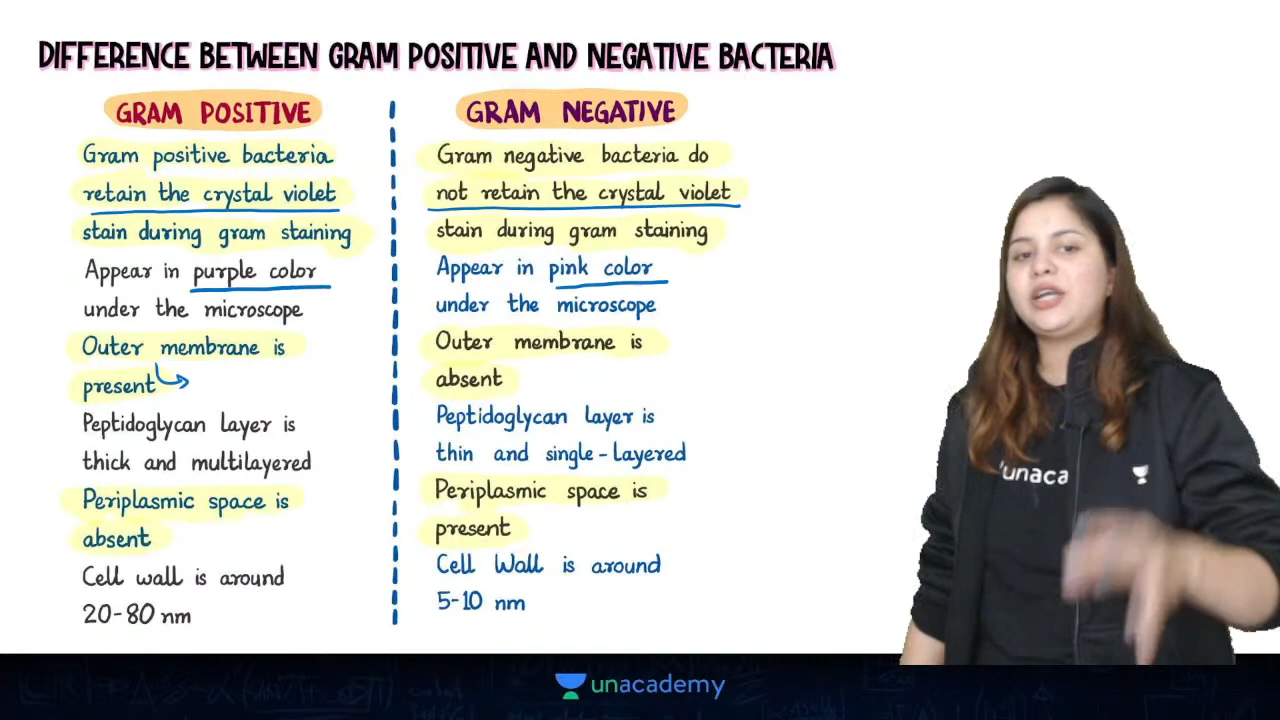 DIFFERENCE BETWEEN GRAM POSITIVE AND NEGATIVE BACTERIA
GRAM POSITIVE
Gram positive bacteria
retain the crystal violet
stain during gram staining
Appear in purple color
under the microscope
Outer membrane is
present
Peptidoglycan layer is
thick and multilayered
Periplasmic space is
absent
Cell wall is around
20-80 nm
GRAM NEGATIVE
Gram negative bacteria do
not retain the crystal violet
stain during gram staining
Appear in pink color
under the microscope
Outer membrane is
absent
Peptidoglycan layer is
thin and single-layered
Periplasmic space is
present
Cell Wall is around
5-10 nm
unaca
unacademy